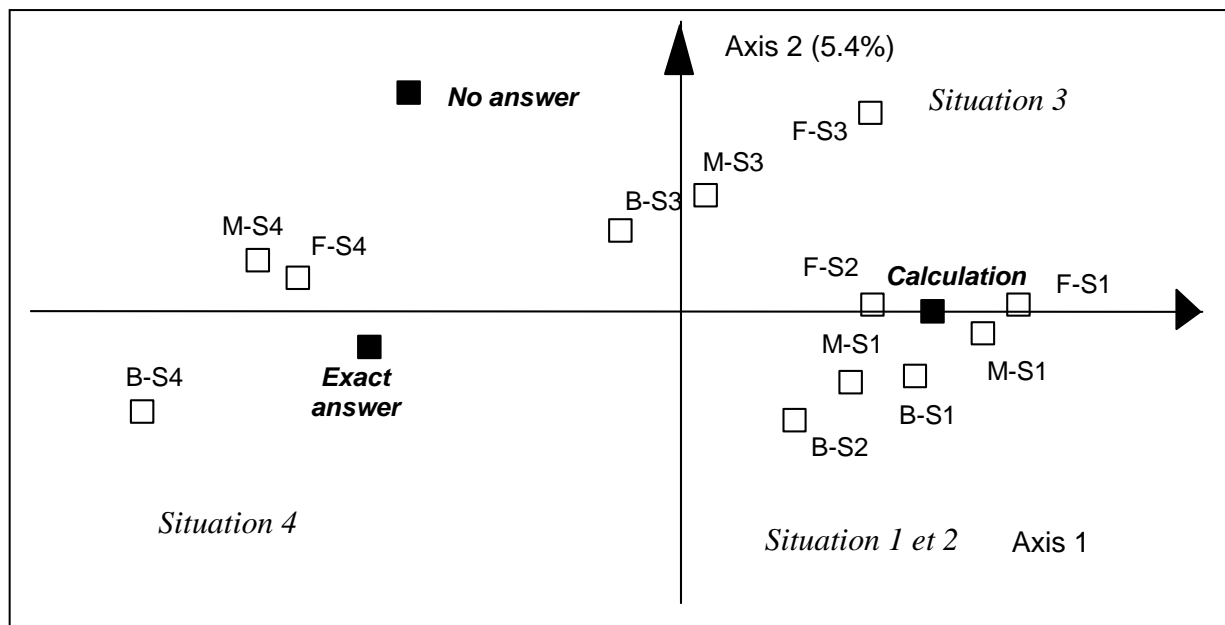 Axis 2 (5.4%)
No answer
Situation 3
F-S3
M-S3
B-S3
M-S4
F-S4
F-S2
Calculation
F-S1
M-S1
M-S1
B-S4
Exact
answer
B-S1
B-S2
Situation 4
Situation 1 et 2
Axis 1